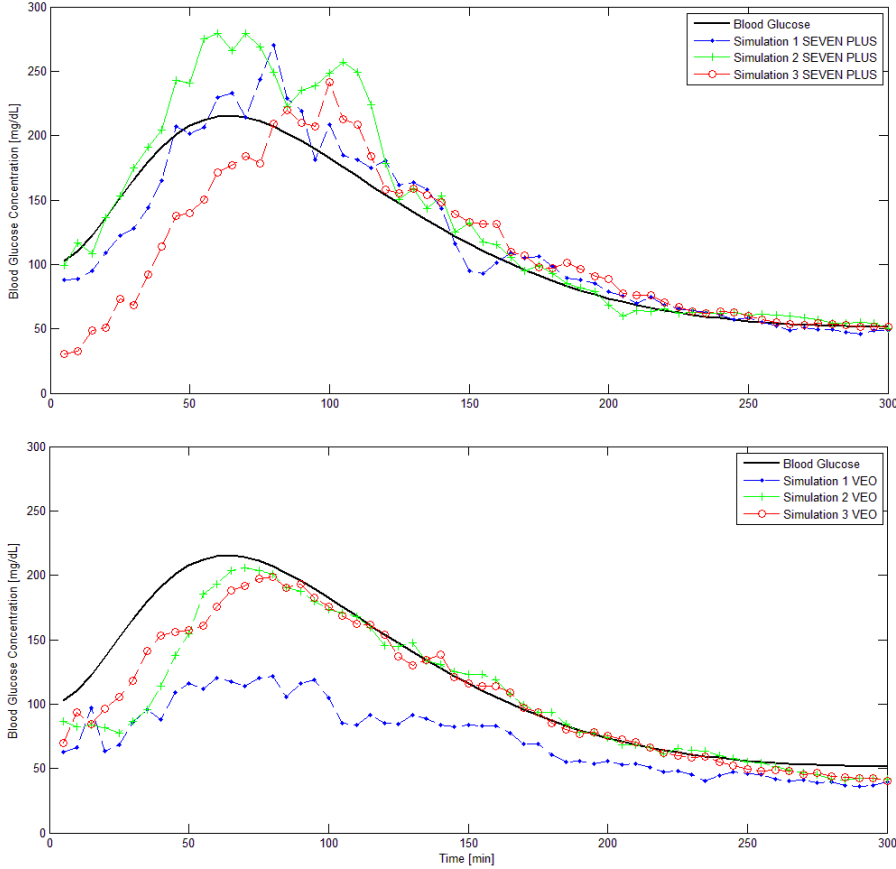 300
250
200
150
100
50
0
Blood Glucose Concentration [mg/dL]
Blood Glucose
Simulation 1 SEVEN PLUS
Simulation 2 SEVEN PLUS
Simulation 3 SEVEN PLUS
0 50 100 150 200 250 300
300
250
200
150
100
50
0
Blood Glucose Concentration [mg/dL]
Blood Glucose
Simulation 1 VEO
Simulation 2 VEO
Simulation 3 VEO
0 50 100 150 200 250 300
Time [min]